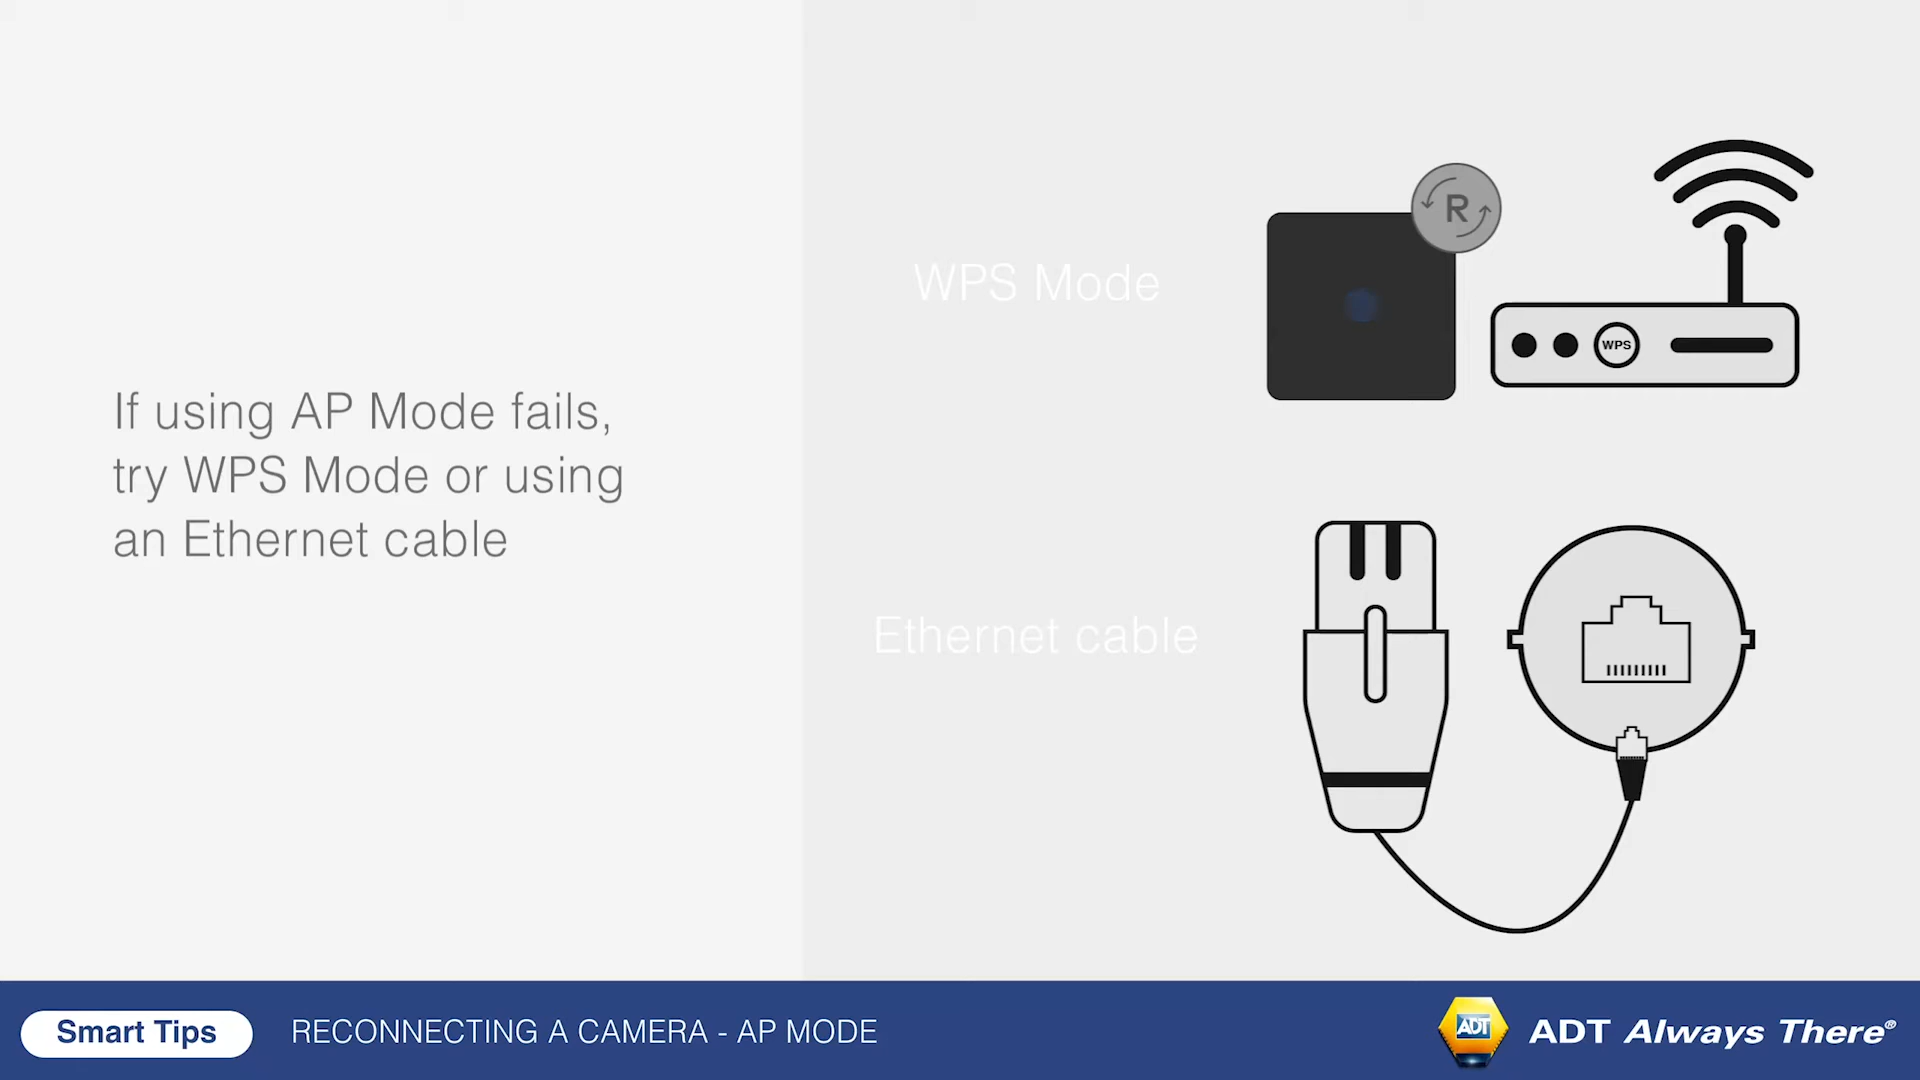 If using AP Mode fails,
try WPS Mode or using
an Ethernet cable
WPS Mode
R
WPS
Ethernet cable
Smart Tips
RECONNECTING A CAMERA - AP MODE
ADT
ADT Always There®